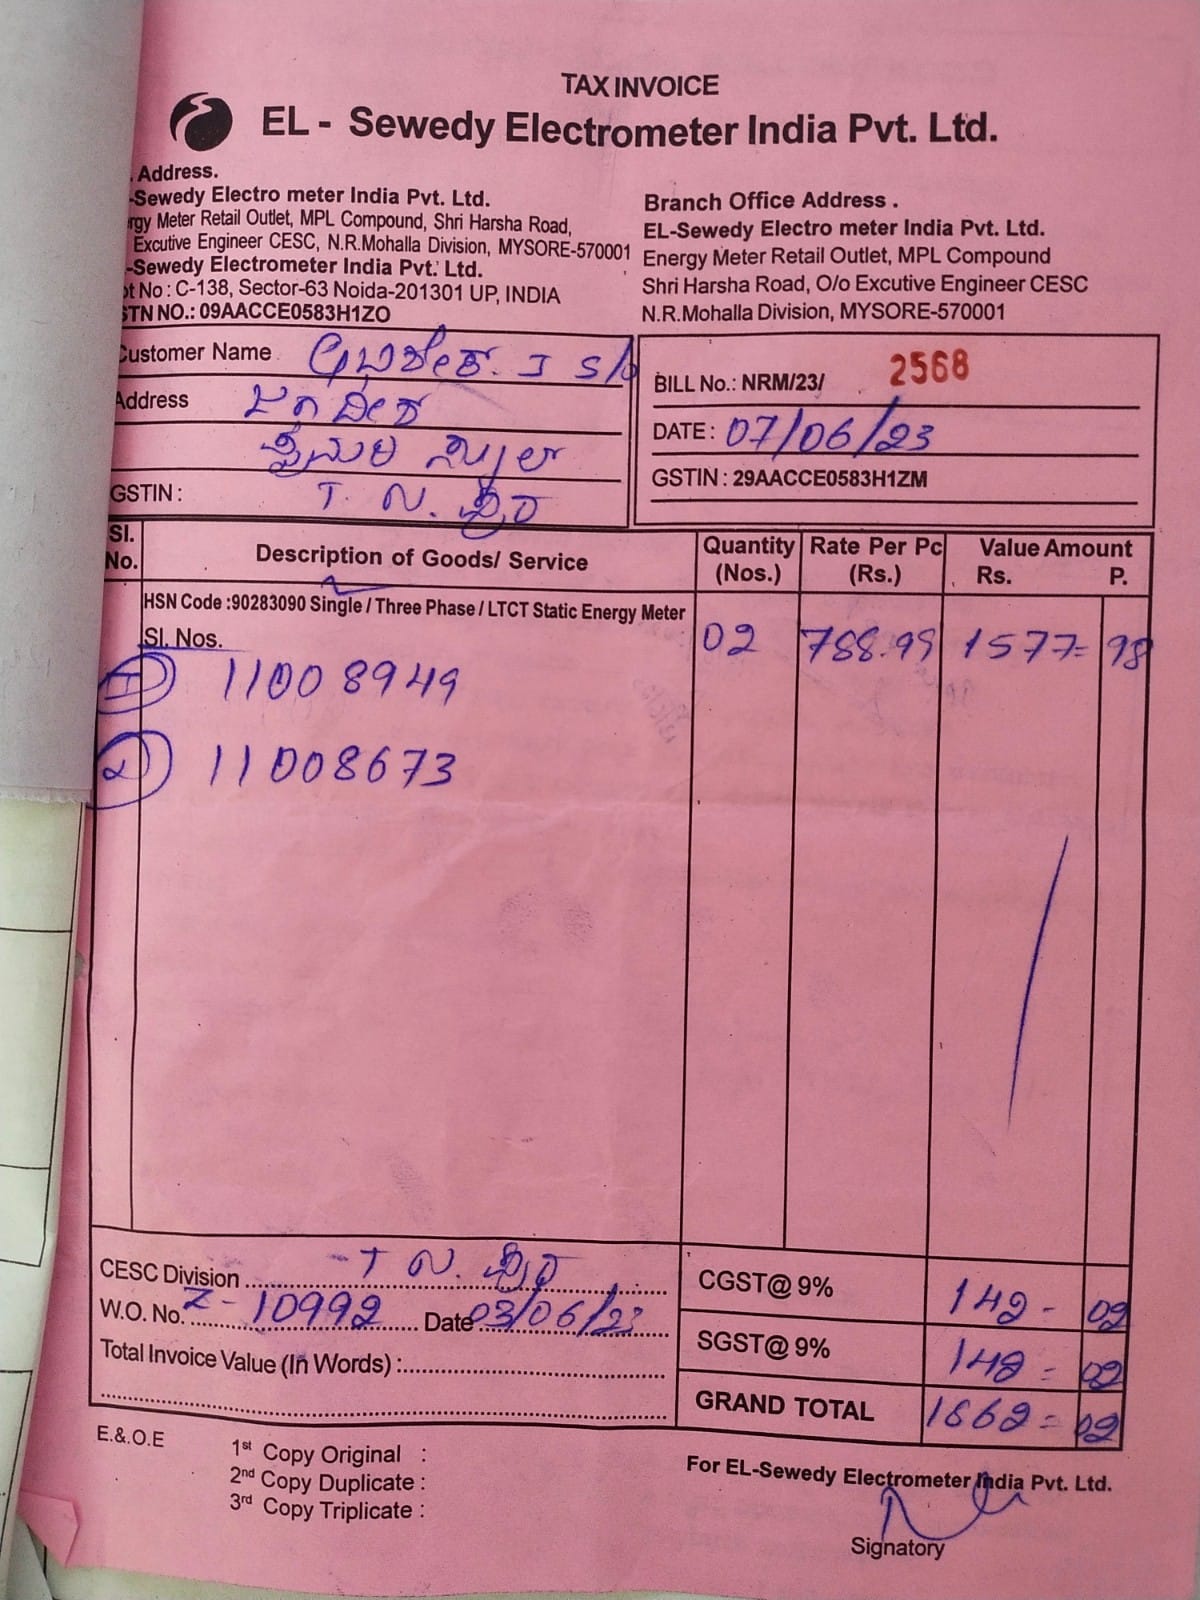 TAX INVOICE
EL - Sewedy Electrometer India Pvt. Ltd.
. Address.
-Sewedy Electro meter India Pvt. Ltd.
rgy Meter Retail Outlet, MPL Compound, Shri Harsha Road,
Excutive Engineer CESC, N.R.Mohalla Division, MYSORE-570001
-Sewedy Electrometer India Pvt. Ltd.
ot No : C-138, Sector-63 Noida-201301 UP, INDIA
STN NO.: 09AACCE0583H1ZO
Branch Office Address .
EL-Sewedy Electro meter India Pvt. Ltd.
Energy Meter Retail Outlet, MPL Compound
Shri Harsha Road, O/o Excutive Engineer CESC
N.R.Mohalla Division, MYSORE-570001
Customer Name J S/o
Address ಜಗದೀಶ
GSTIN : T. ನ. ಪುರ
BILL No.: NRM/23/ 2568
DATE : 07/06/23
GSTIN : 29AACCE0583H1ZM
Sl. No. Description of Goods/ Service Quantity (Nos.) Rate Per Pc (Rs.) Value Amount Rs. P.
HSN Code :90283090 Single / Three Phase / LTCT Static Energy Meter
Sl. Nos. 02 788.99 1577= 98
1 11008949
2 11008673
CESC Division T ನ. ಪುರ
W.O. No. Z-10992 Date 03/06/23
Total Invoice Value (In Words) :
CGST@ 9% 142- 02
SGST@ 9% 142= 02
GRAND TOTAL 1862= 02
E.&.O.E
1st Copy Original :
2nd Copy Duplicate :
3rd Copy Triplicate :
For EL-Sewedy Electrometer India Pvt. Ltd.
Signatory